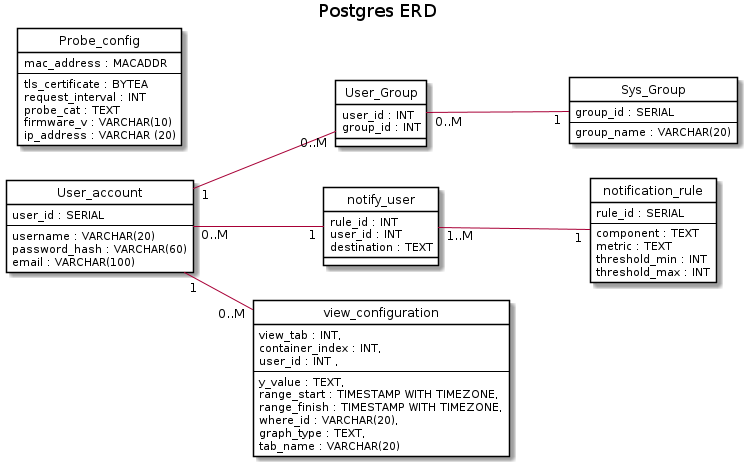 Postgres ERD
Probe_config
mac_address : MACADDR
tls_certificate : BYTEA
request_interval : INT
probe_cat : TEXT
firmware_v : VARCHAR(10)
ip_address : VARCHAR (20)
User_Group
user_id : INT
group_id : INT
Sys_Group
group_id : SERIAL
group_name : VARCHAR(20)
0..M
0..M
1
User_account
user_id : SERIAL
username : VARCHAR(20)
password_hash : VARCHAR(60)
email : VARCHAR(100)
1
0..M
1
1
0..M
notify_user
rule_id : INT
user_id : INT
destination : TEXT
1..M
1
notification_rule
rule_id : SERIAL
component : TEXT
metric : TEXT
threshold_min : INT
threshold_max : INT
view_configuration
view_tab : INT,
container_index : INT,
user_id : INT ,
y_value : TEXT,
range_start : TIMESTAMP WITH TIMEZONE,
range_finish : TIMESTAMP WITH TIMEZONE,
where_id : VARCHAR(20),
graph_type : TEXT,
tab_name : VARCHAR(20)